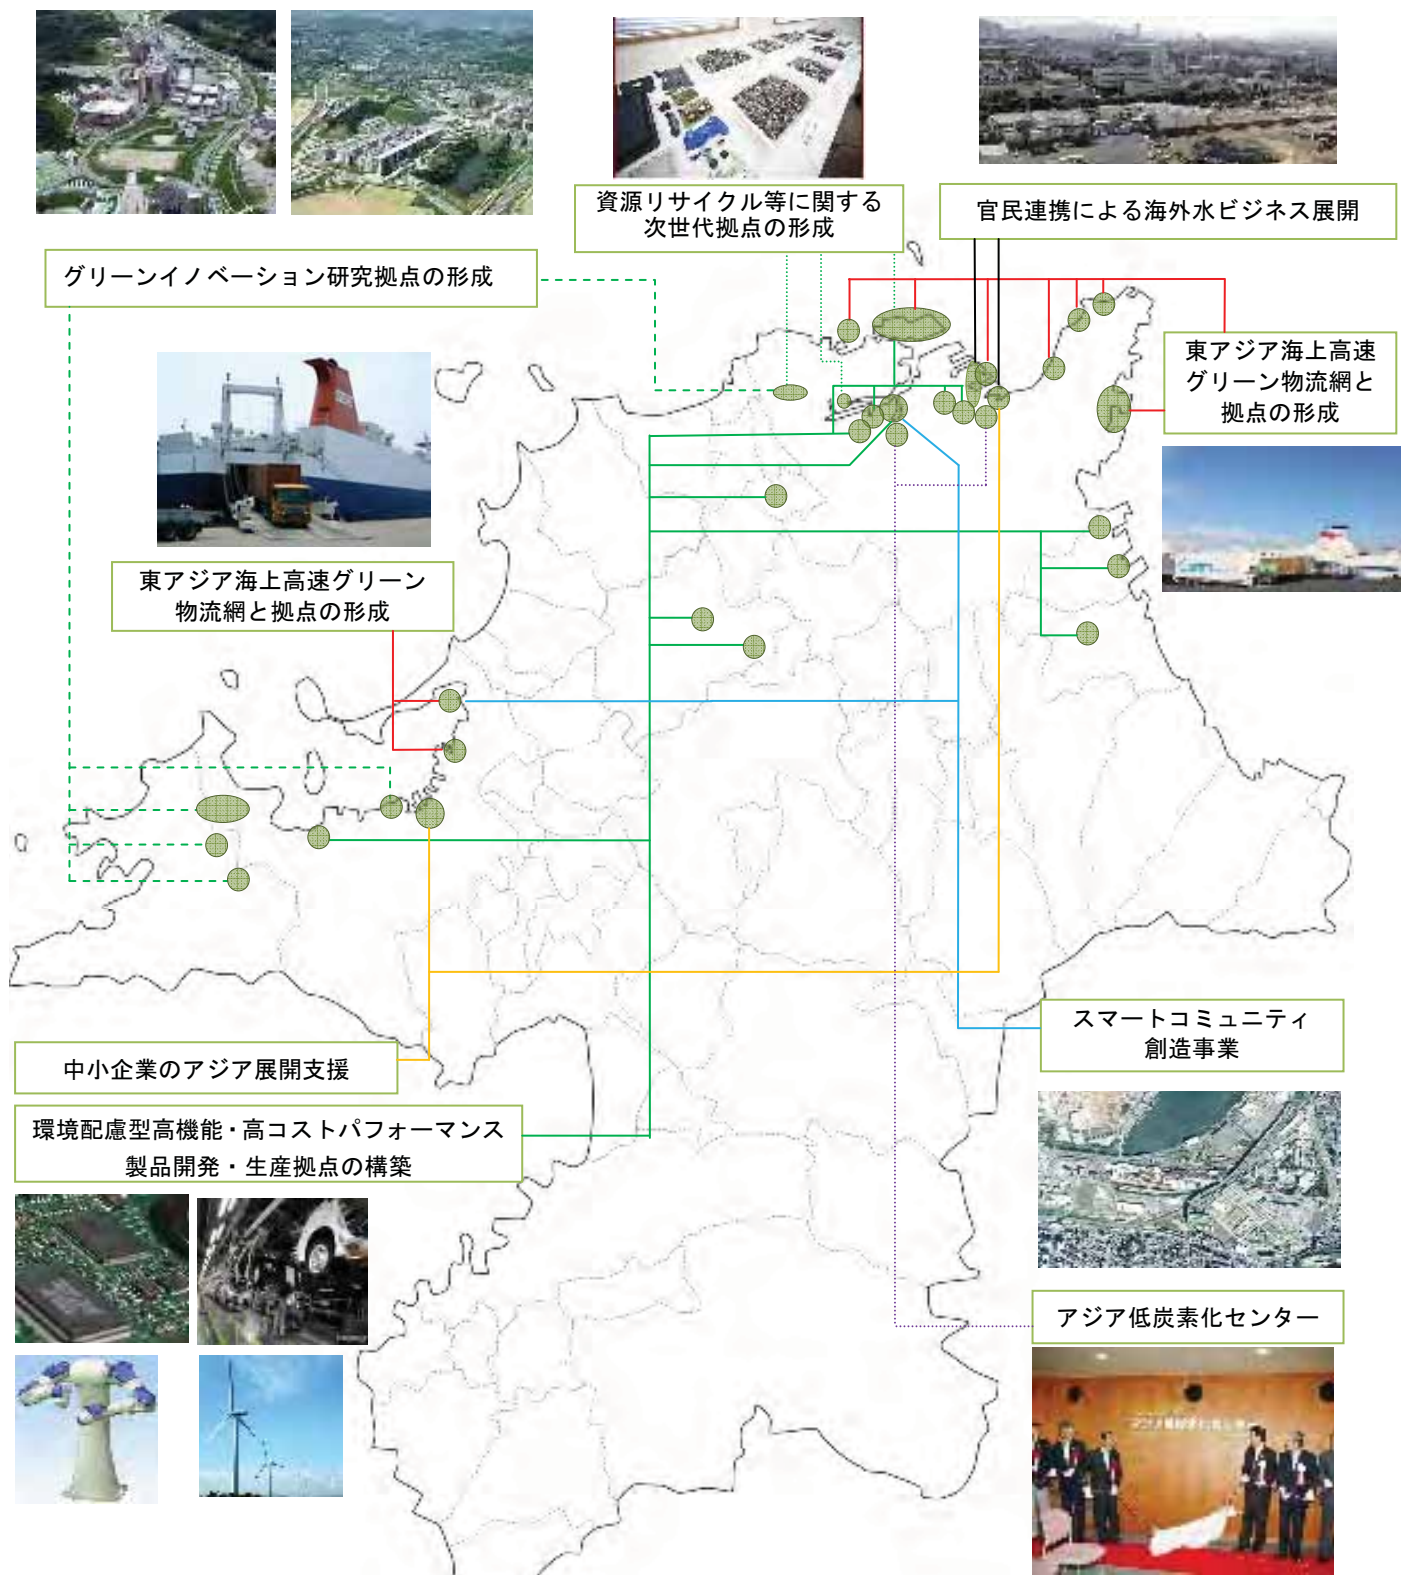 資源リサイクル等に関する
次世代拠点の形成
官民連携による海外水ビジネス展開
グリーンイノベーション研究拠点の形成
東アジア海上高速
グリーン物流網と
拠点の形成
東アジア海上高速グリーン
物流網と拠点の形成
スマートコミュニティ
創造事業
中小企業のアジア展開支援
環境配慮型高機能・高コストパフォーマンス
製品開発・生産拠点の構築
アジア低炭素化センター